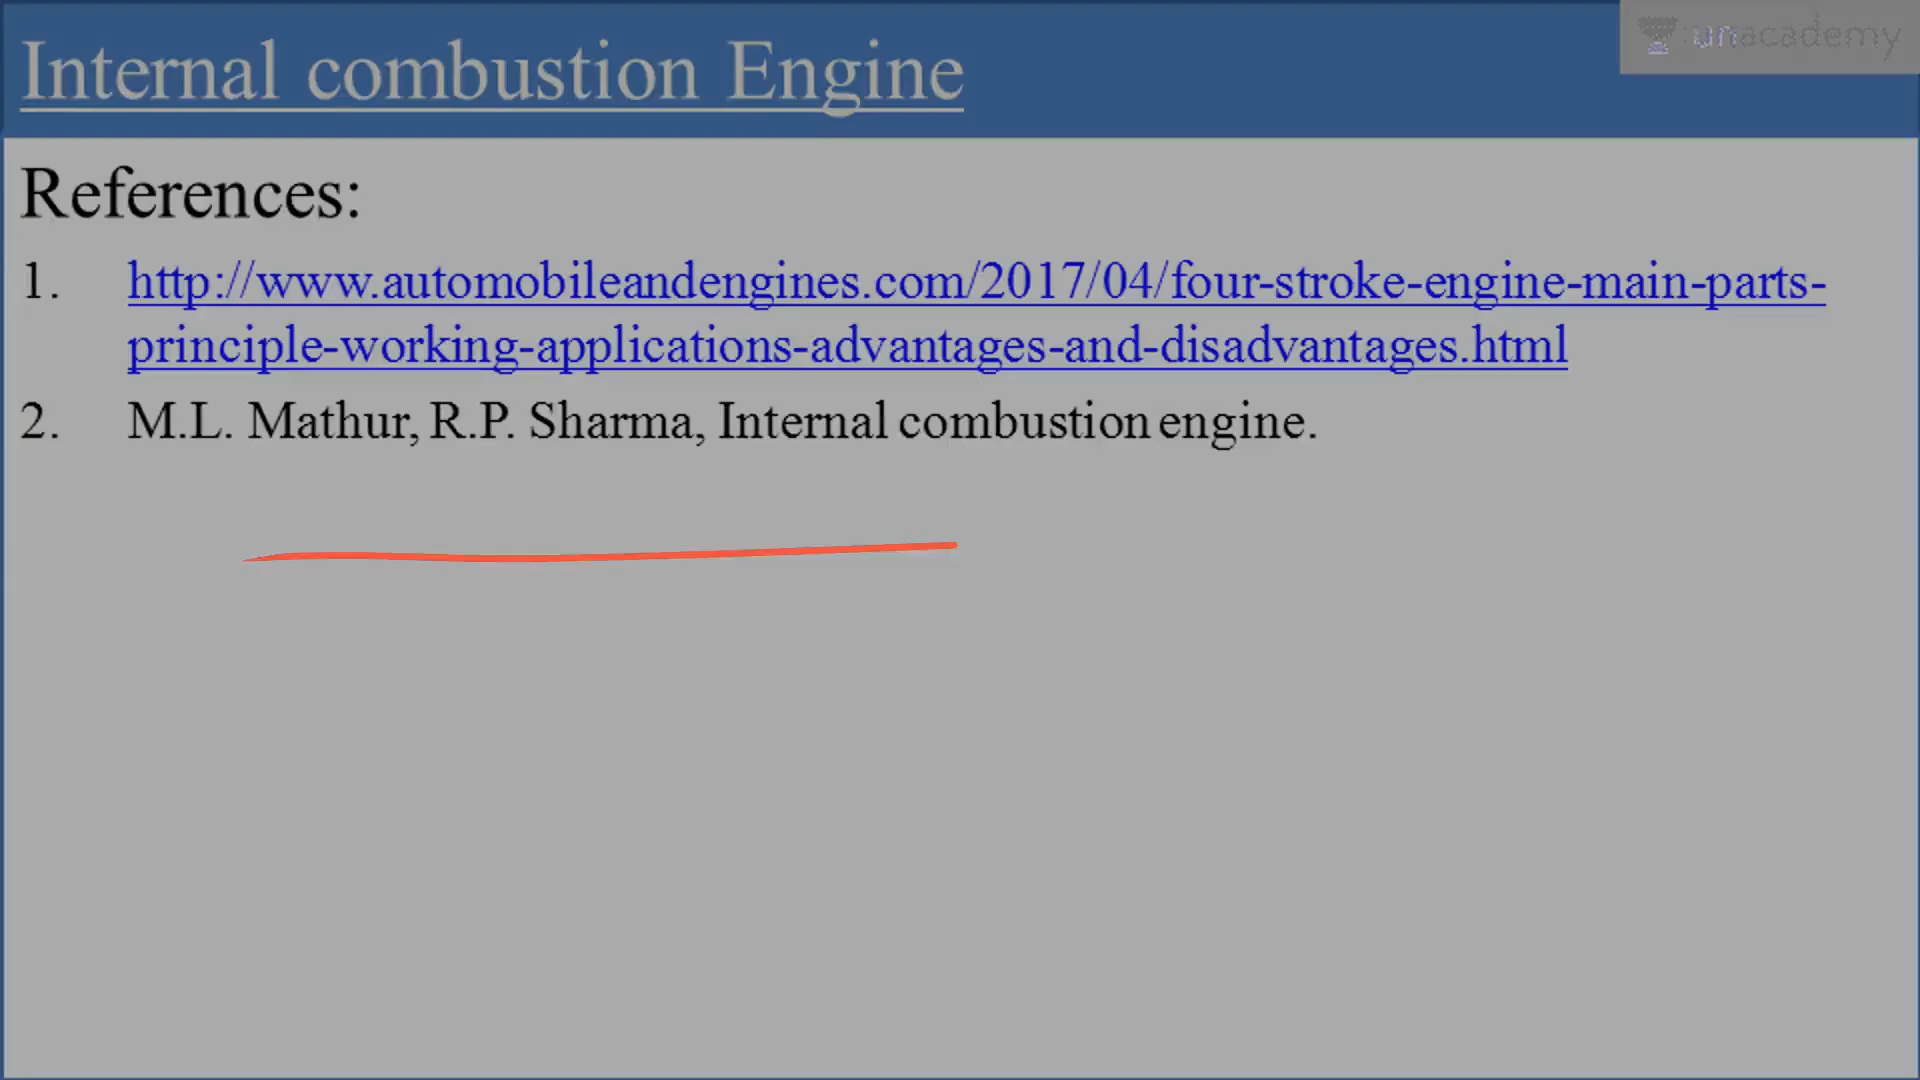 Internal combustion Engine
unacademy
References:
1. http://www.automobileandengines.com/2017/04/four-stroke-engine-main-parts-
principle-working-applications-advantages-and-disadvantages.html
2. M.L. Mathur, R.P. Sharma, Internal combustion engine.